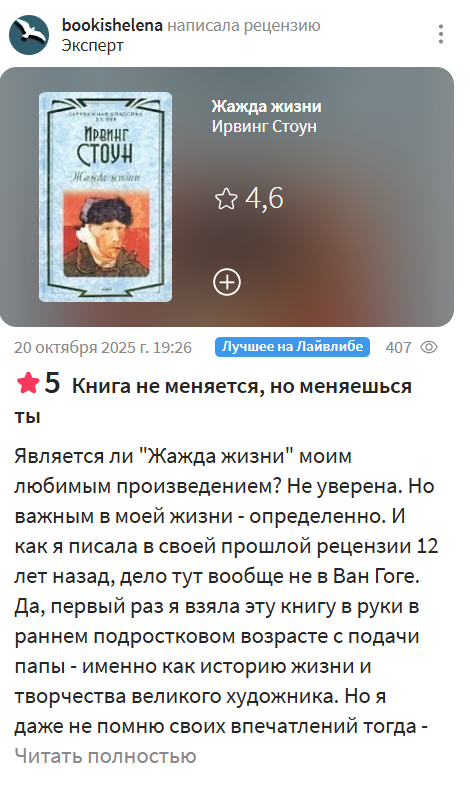 bookishelena написала рецензию
Эксперт
ЗАРУБЕЖНАЯ КЛАССИКА
XX ВЕК
ИРВИНГ
СТОУН
Жажда жизни
Жажда жизни
Ирвинг Стоун
4,6
20 октября 2025 г. 19:26 Лучшее на Лайвлибе 407
5 Книга не меняется, но меняешься
ты
Является ли "Жажда жизни" моим
любимым произведением? Не уверена. Но
важным в моей жизни - определенно. И
как я писала в своей прошлой рецензии 12
лет назад, дело тут вообще не в Ван Гоге.
Да, первый раз я взяла эту книгу в руки в
раннем подростковом возрасте с подачи
папы - именно как историю жизни и
творчества великого художника. Но я
даже не помню своих впечатлений тогда -
Читать полностью